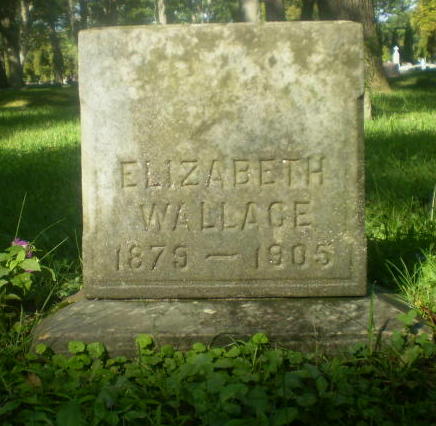 ELIZABETH
WALLACE
1879 — 1905